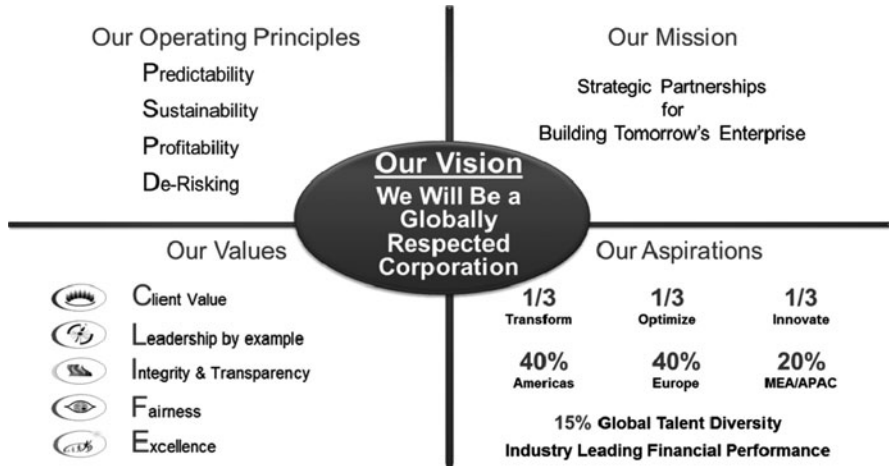 Our Operating Principles
Predictability
Sustainability
Profitability
De-Risking
Our Mission
Strategic Partnerships
for
Building Tomorrow's Enterprise
Our Vision
We Will Be a
Globally
Respected
Corporation
Our Values
Client Value
Leadership by example
Integrity & Transparency
Fairness
Excellence
Our Aspirations
1/3 1/3 1/3
Transform Optimize Innovate
40% 40% 20%
Americas Europe MEA/APAC
15% Global Talent Diversity
Industry Leading Financial Performance